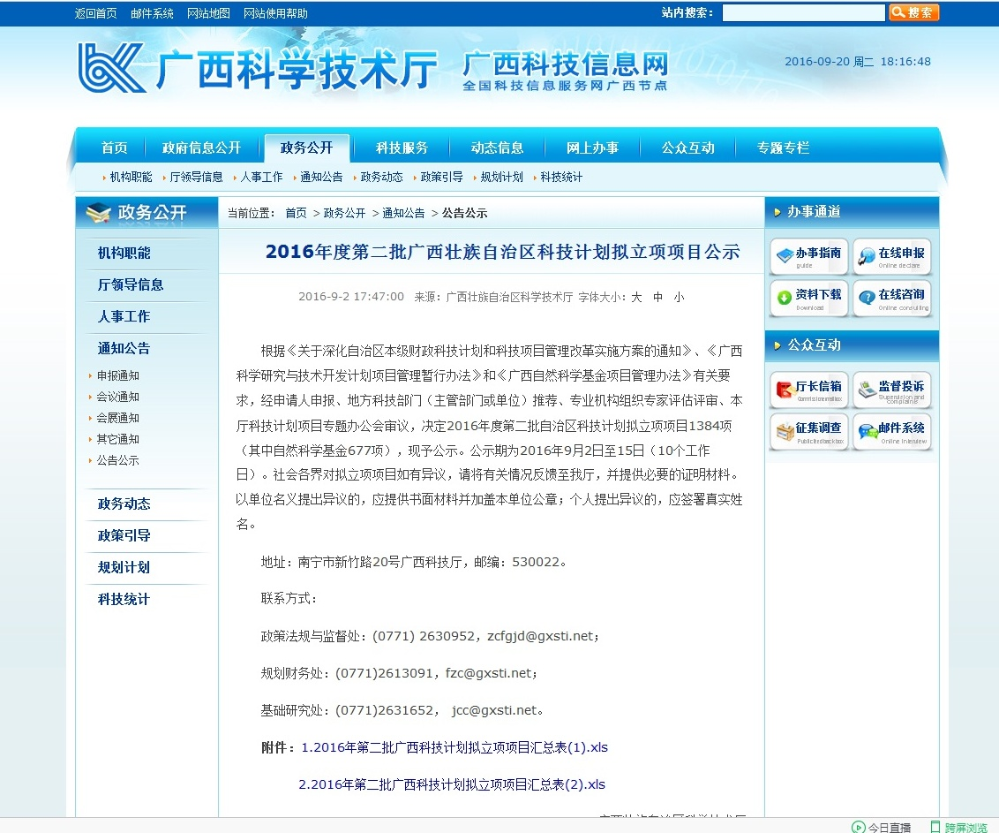 返回首页 邮件系统 网站地图 网站使用帮助 站内搜索： 搜索
广西科学技术厅 广西科技信息网
全国科技信息服务网广西节点
2016-09-20 周二 18:16:48
首页 政府信息公开 政务公开 科技服务 动态信息 网上办事 公众互动 专题专栏
机构职能 厅领导信息 人事工作 通知公告 政务动态 政策引导 规划计划 科技统计
政务公开
机构职能
厅领导信息
人事工作
通知公告
申报通知
会议通知
会展通知
其它通知
公告公示
政务动态
政策引导
规划计划
科技统计
当前位置： 首页 > 政务公开 > 通知公告 > 公告公示
2016年度第二批广西壮族自治区科技计划拟立项项目公示
2016-9-2 17:47:00 来源：广西壮族自治区科学技术厅 字体大小：大 中 小
根据《关于深化自治区本级财政科技计划和科技项目管理改革实施方案的通知》、《广西
科学研究与技术开发计划项目管理暂行办法》和《广西自然科学基金项目管理办法》有关要
求，经申请人申报、地方科技部门（主管部门或单位）推荐、专业机构组织专家评估评审、本
厅科技计划项目专题办公会审议，决定2016年度第二批自治区科技计划拟立项项目1384项
（其中自然科学基金677项），现予公示。公示期为2016年9月2日至15日（10个工作
日）。社会各界对拟立项项目如有异议，请将有关情况反馈至我厅，并提供必要的证明材料。
以单位名义提出异议的，应提供书面材料并加盖本单位公章；个人提出异议的，应签署真实姓
名。
地址：南宁市新竹路20号广西科技厅，邮编：530022。
联系方式：
政策法规与监督处：(0771) 2630952，zcfgjd@gxsti.net；
规划财务处：(0771)2613091，fzc@gxsti.net；
基础研究处：(0771)2631652， jcc@gxsti.net。
附件：1.2016年第二批广西科技计划拟立项项目汇总表(1).xls
2.2016年第二批广西科技计划拟立项项目汇总表(2).xls
广西壮族自治区科学技术厅
办事通道
办事指南 在线申报
guide Online declare
资料下载 在线咨询
Download Online consulting
公众互动
厅长信箱 监督投诉
Supervision and
complaints
征集调查 邮件系统
Online interview
今日直播 跨屏浏览